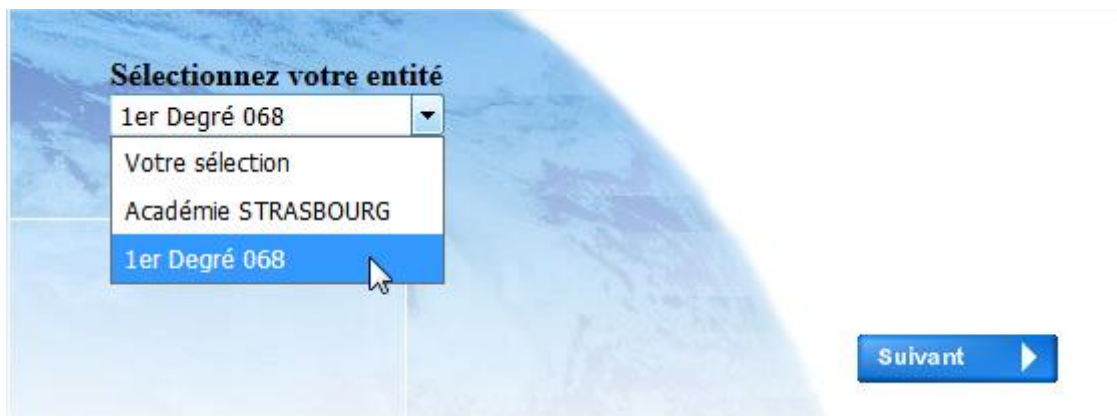 Sélectionnez votre entité
1er Degré 068
Votre sélection
Académie STRASBOURG
1er Degré 068
Suivant